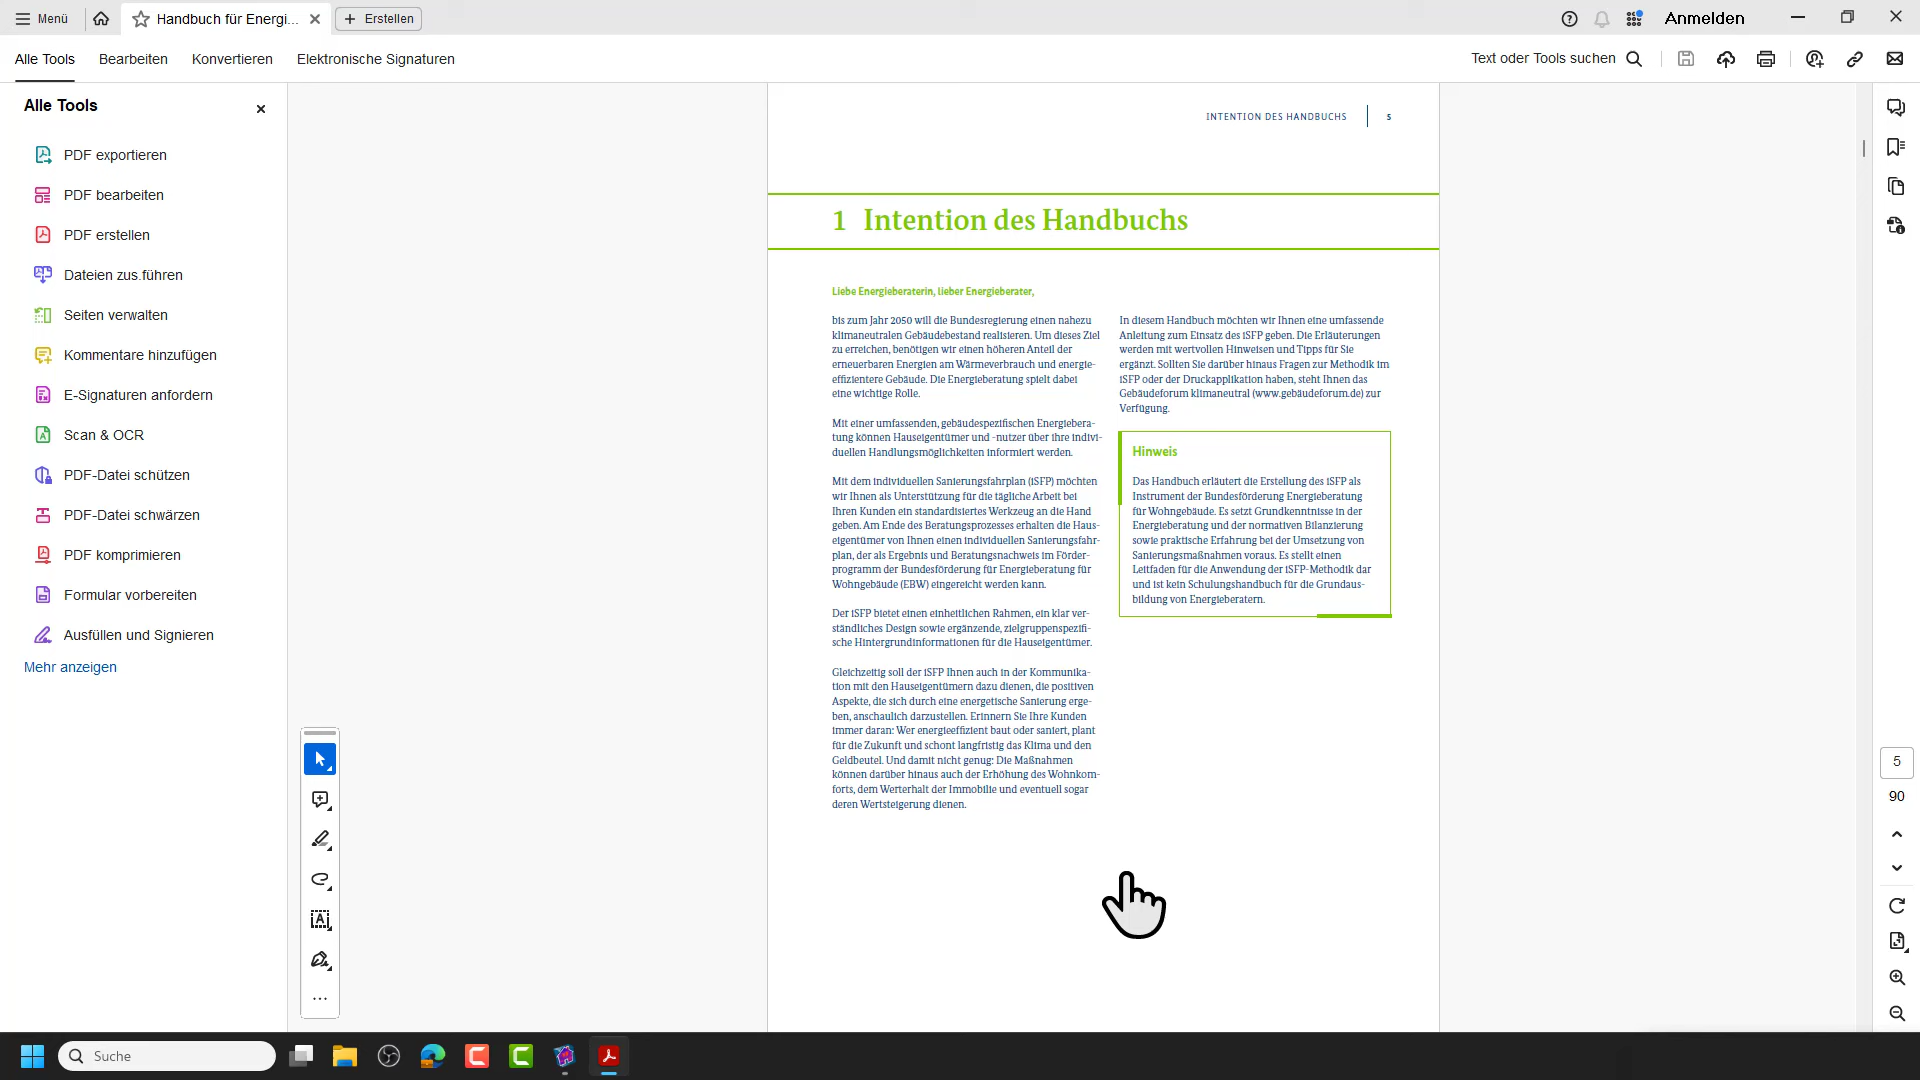 Menü
Handbuch für Energi...
Erstellen
Anmelden
Alle Tools
Bearbeiten
Konvertieren
Elektronische Signaturen
Text oder Tools suchen
Alle Tools
PDF exportieren
PDF bearbeiten
PDF erstellen
Dateien zus.führen
Seiten verwalten
Kommentare hinzufügen
E-Signaturen anfordern
Scan & OCR
PDF-Datei schützen
PDF-Datei schwärzen
PDF komprimieren
Formular vorbereiten
Ausfüllen und Signieren
Mehr anzeigen
INTENTION DES HANDBUCHS
5
1 Intention des Handbuchs
Liebe Energieberaterin, lieber Energieberater,
bis zum Jahr 2050 will die Bundesregierung einen nahezu
klimaneutralen Gebäudebestand realisieren. Um dieses Ziel
zu erreichen, benötigen wir einen höheren Anteil der
erneuerbaren Energien am Wärmeverbrauch und energie-
effizientere Gebäude. Die Energieberatung spielt dabei
eine wichtige Rolle.
Mit einer umfassenden, gebäudespezifischen Energiebera-
tung können Hauseigentümer und -nutzer über ihre indivi-
duellen Handlungsmöglichkeiten informiert werden.
Mit dem individuellen Sanierungsfahrplan (iSFP) möchten
wir Ihnen als Unterstützung für die tägliche Arbeit bei
Ihren Kunden ein standardisiertes Werkzeug an die Hand
geben. Am Ende des Beratungsprozesses erhalten die Haus-
eigentümer von Ihnen einen individuellen Sanierungsfahr-
plan, der als Ergebnis und Beratungsnachweis im Förder-
programm der Bundesförderung für Energieberatung für
Wohngebäude (EBW) eingereicht werden kann.
Der iSFP bietet einen einheitlichen Rahmen, ein klar ver-
ständliches Design sowie ergänzende, zielgruppenspezifi-
sche Hintergrundinformationen für die Hauseigentümer.
Gleichzeitig soll der iSFP Ihnen auch in der Kommunika-
tion mit den Hauseigentümern dazu dienen, die positiven
Aspekte, die sich durch eine energetische Sanierung erge-
ben, anschaulich darzustellen. Erinnern Sie Ihre Kunden
immer daran: Wer energieeffizient baut oder saniert, plant
für die Zukunft und schont langfristig das Klima und den
Geldbeutel. Und damit nicht genug: Die Maßnahmen
können darüber hinaus auch der Erhöhung des Wohnkom-
forts, dem Werterhalt der Immobilie und eventuell sogar
deren Wertsteigerung dienen.
In diesem Handbuch möchten wir Ihnen eine umfassende
Anleitung zum Einsatz des iSFP geben. Die Erläuterungen
werden mit wertvollen Hinweisen und Tipps für Sie
ergänzt. Sollten Sie darüber hinaus Fragen zur Methodik im
iSFP oder der Druckapplikation haben, steht Ihnen das
Gebäudeforum klimaneutral (www.gebäudeforum.de) zur
Verfügung.
Hinweis
Das Handbuch erläutert die Erstellung des iSFP als
Instrument der Bundesförderung Energieberatung
für Wohngebäude. Es setzt Grundkenntnisse in der
Energieberatung und der normativen Bilanzierung
sowie praktische Erfahrung bei der Umsetzung von
Sanierungsmaßnahmen voraus. Es stellt einen
Leitfaden für die Anwendung der iSFP-Methodik dar
und ist kein Schulungshandbuch für die Grundaus-
bildung von Energieberatern.
5
90
Suche